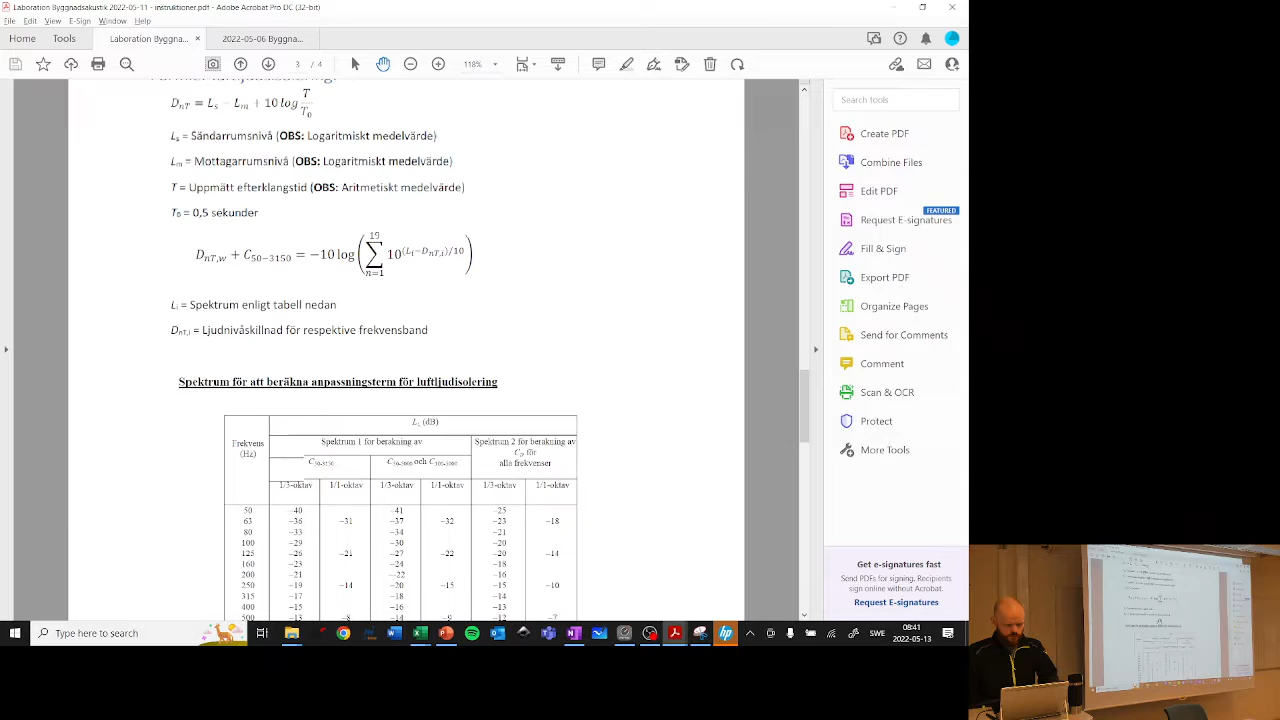 Laboration Byggnadsakustik 2022-05-11 - instruktioner.pdf - Adobe Acrobat Pro DC (32-bit)
File Edit View E-Sign Window Help
Home Tools Laboration Byggna... × 2022-05-06 Byggna...
3 / 4 118%
D_nT = L_s − L_m + 10 log T/T_0
L_s = Sändarrumsnivå (OBS: Logaritmiskt medelvärde)
L_m = Mottagarrumsnivå (OBS: Logaritmiskt medelvärde)
T = Uppmätt efterklangstid (OBS: Aritmetiskt medelvärde)
T_0 = 0,5 sekunder
D_nT,w + C_50−3150 = −10 log ( 19 ∑ n=1 10^(L_i−D_nT,i)/10 )
L_i = Spektrum enligt tabell nedan
D_nT,i = Ljudnivåskillnad för respektive frekvensband
Spektrum för att beräkna anpassningsterm för luftljudisolering
Frekvens (Hz)
L_i (dB)
Spektrum 1 för beräkning av
Spektrum 2 för beräkning av C_tr för alla frekvenser
C_50-3150
1/3-oktav 1/1-oktav 1/3-oktav 1/1-oktav 1/3-oktav 1/1-oktav
50 −40 −41 −25
63 −36 −31 −37 −32 −23 −18
80 −33 −34 −21
100 −29 −30 −20
125 −26 −21 −27 −22 −20 −14
160 −23 −24 −18
200 −21 −22 −16
250 −19 −14 −20 −15 −15 −10
315 −17 −18 −14
400 −15 −16 −13
Search tools
Create PDF
Combine Files
Edit PDF
FEATURED
Request E-signatures
Fill & Sign
Export PDF
Organize Pages
Send for Comments
Comment
Scan & OCR
Protect
More Tools
Get e-signatures fast
Send PDFs for signing. Recipients
sign online without Acrobat.
Request E-signatures
Type here to search
hp
SWE
08:41
2022-05-13